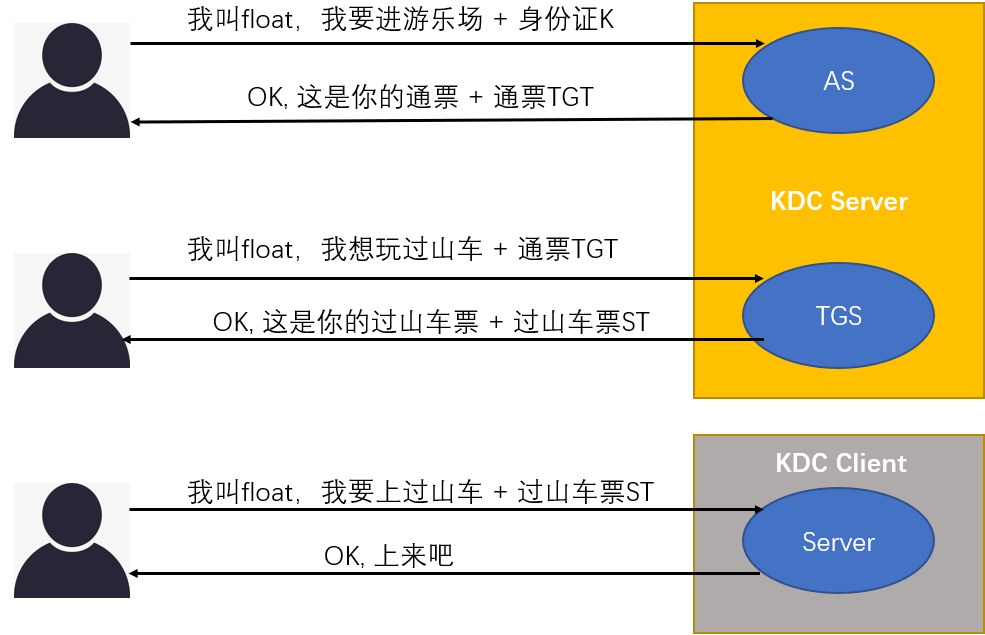 我叫float，我要进游乐场 + 身份证K
AS
OK, 这是你的通票 + 通票TGT
KDC Server
我叫float，我想玩过山车 + 通票TGT
TGS
OK, 这是你的过山车票 + 过山车票ST
KDC Client
我叫float，我要上过山车 + 过山车票ST
Server
OK, 上来吧